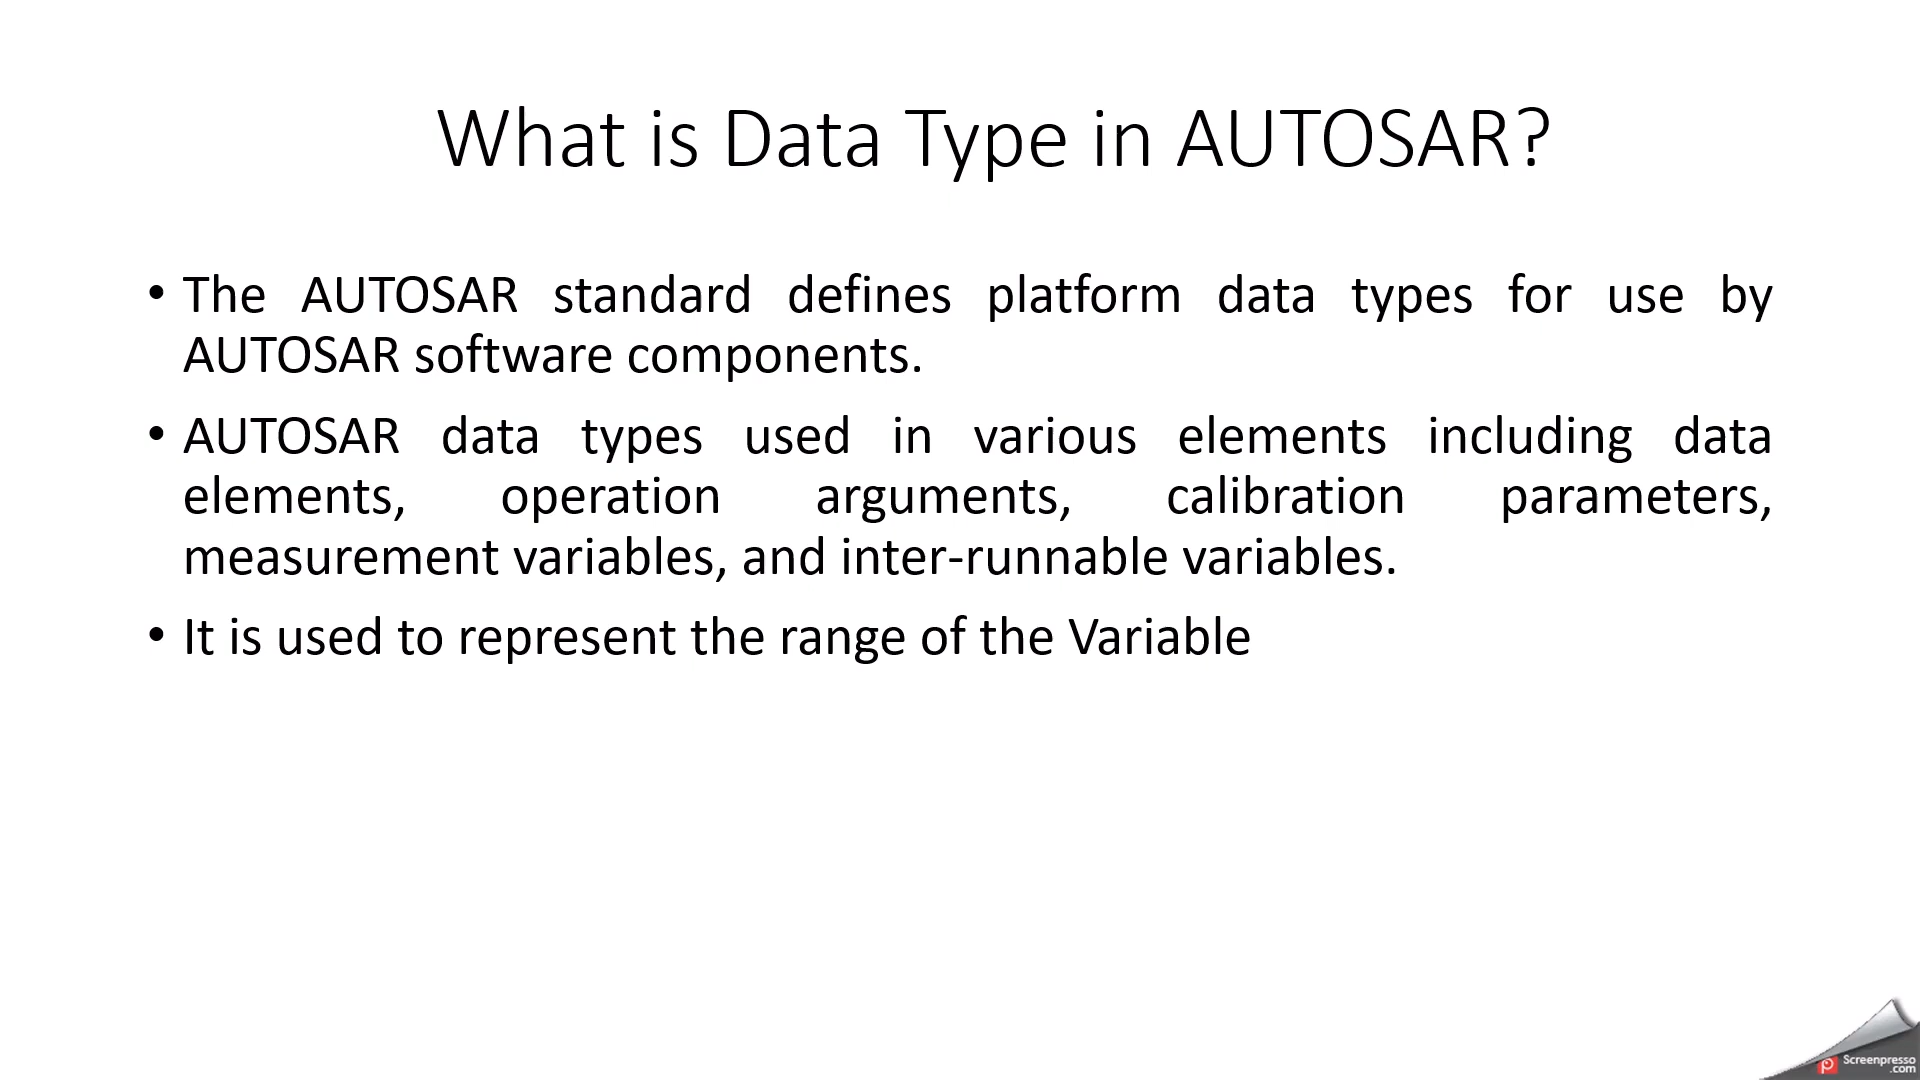 What is Data Type in AUTOSAR?
• The AUTOSAR standard defines platform data types for use by
AUTOSAR software components.
• AUTOSAR data types used in various elements including data
elements, operation arguments, calibration parameters,
measurement variables, and inter-runnable variables.
• It is used to represent the range of the Variable
Screenpresso
.com